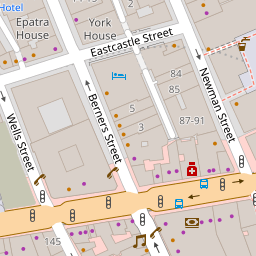 Hotel
Epatra
House
York
House
Eastcastle Street
84
85
5
5
3
87-91
Newman Street
Berners Street
Wells Street
145